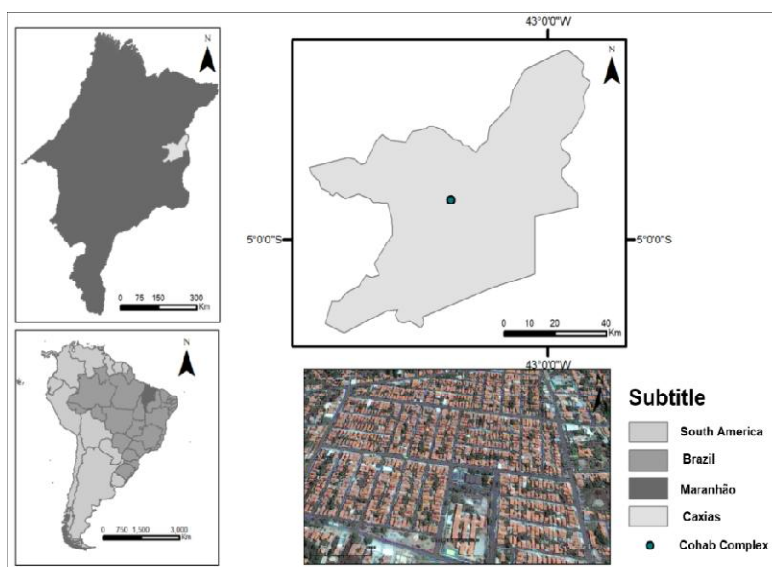 N
0 75 150 300
Km
43°0'0"W
N
5°0'0"S
5°0'0"S
0 10 20 40
Km
43°0'0"W
N
0 750 1,500 3,000
Km
Subtitle
South America
Brazil
Maranhão
Caxias
Cohab Complex